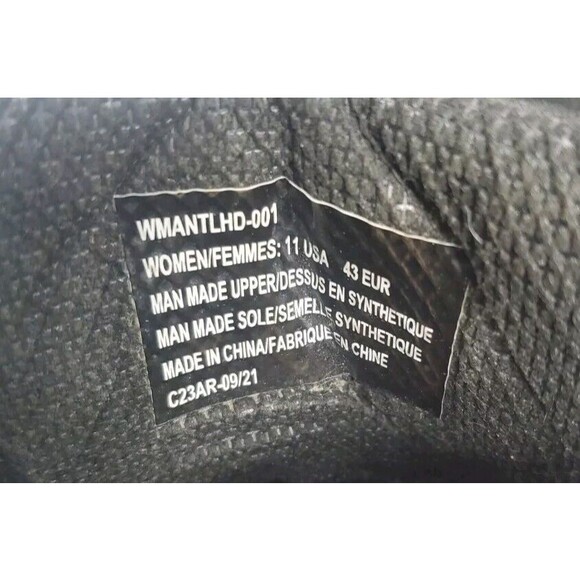 WMANTLHD-001
WOMEN/FEMMES: 11 USA 43 EUR
MAN MADE UPPER/DESSUS EN SYNTHETIQUE
MAN MADE SOLE/SEMELLE SYNTHETIQUE
MADE IN CHINA/FABRIQUE EN CHINE
C23AR-09/21